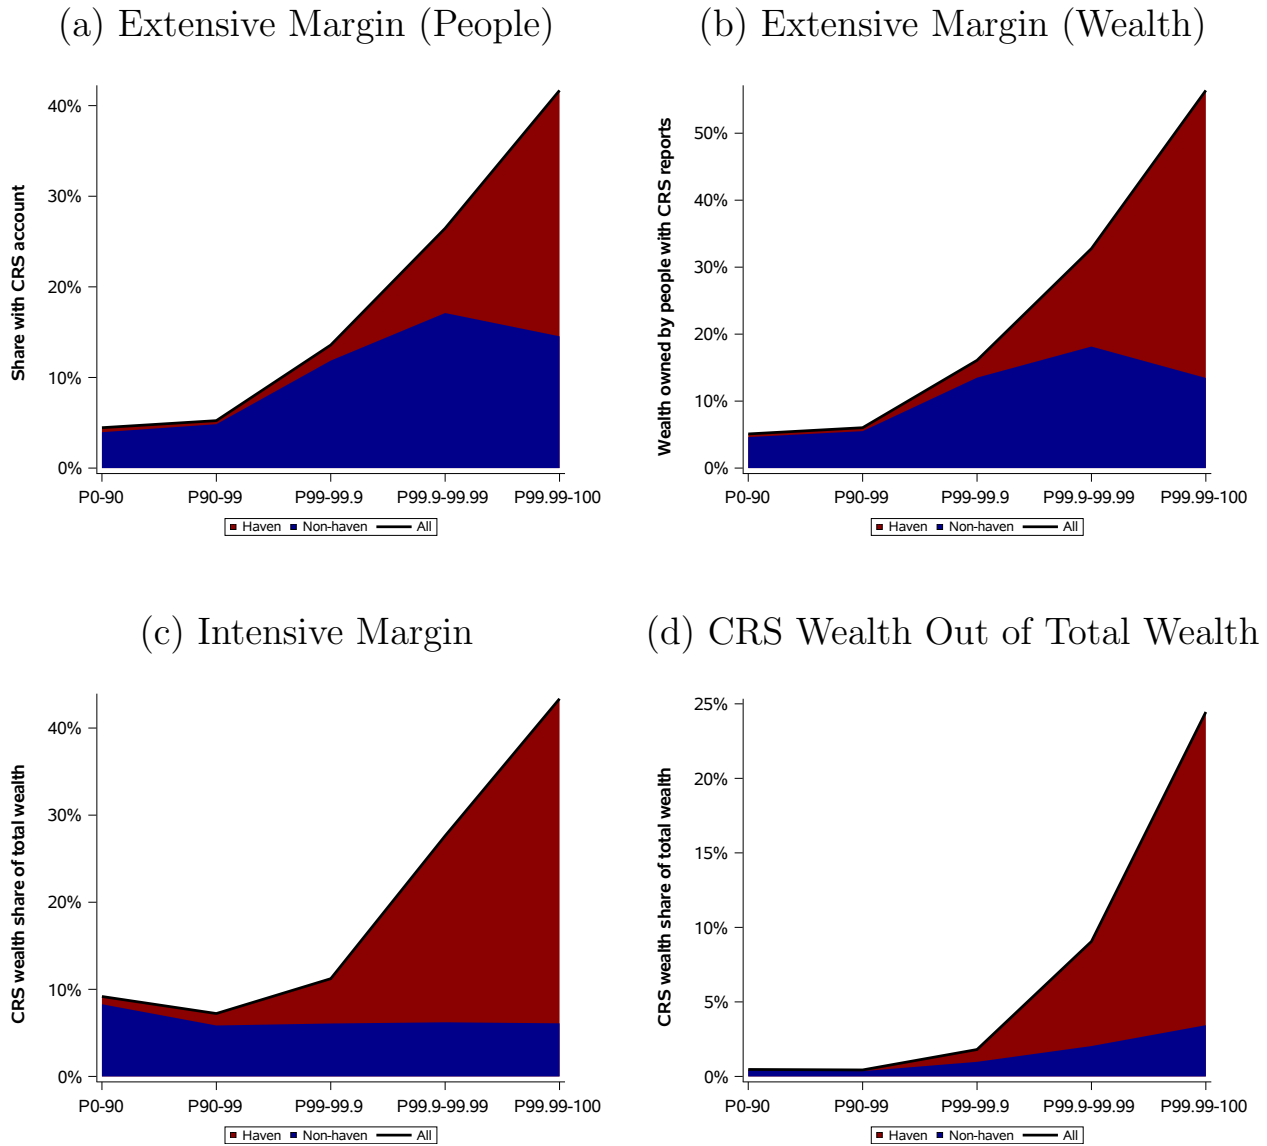 (a) Extensive Margin (People)
Share with CRS account
40%
30%
20%
10%
0%
P0-90 P90-99 P99-99.9 P99.9-99.99 P99.99-100
Haven Non-haven All
(b) Extensive Margin (Wealth)
Wealth owned by people with CRS reports
50%
40%
30%
20%
10%
0%
P0-90 P90-99 P99-99.9 P99.9-99.99 P99.99-100
Haven Non-haven All
(c) Intensive Margin
CRS wealth share of total wealth
40%
30%
20%
10%
0%
P0-90 P90-99 P99-99.9 P99.9-99.99 P99.99-100
Haven Non-haven All
(d) CRS Wealth Out of Total Wealth
CRS wealth share of total wealth
25%
20%
15%
10%
5%
0%
P0-90 P90-99 P99-99.9 P99.9-99.99 P99.99-100
Haven Non-haven All